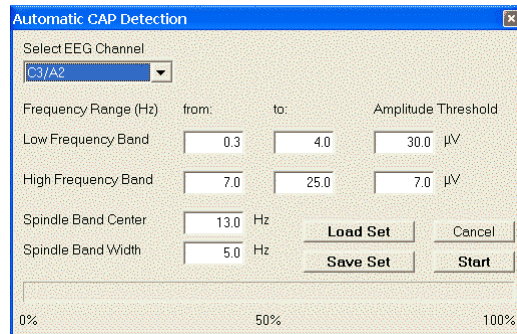 Automatic CAP Detection
Select EEG Channel
C3/A2
Frequency Range (Hz) from: to: Amplitude Threshold
Low Frequency Band 0.3 4.0 30.0 µV
High Frequency Band 7.0 25.0 7.0 µV
Spindle Band Center 13.0 Hz
Load Set Cancel
Spindle Band Width 5.0 Hz
Save Set Start
0% 50% 100%